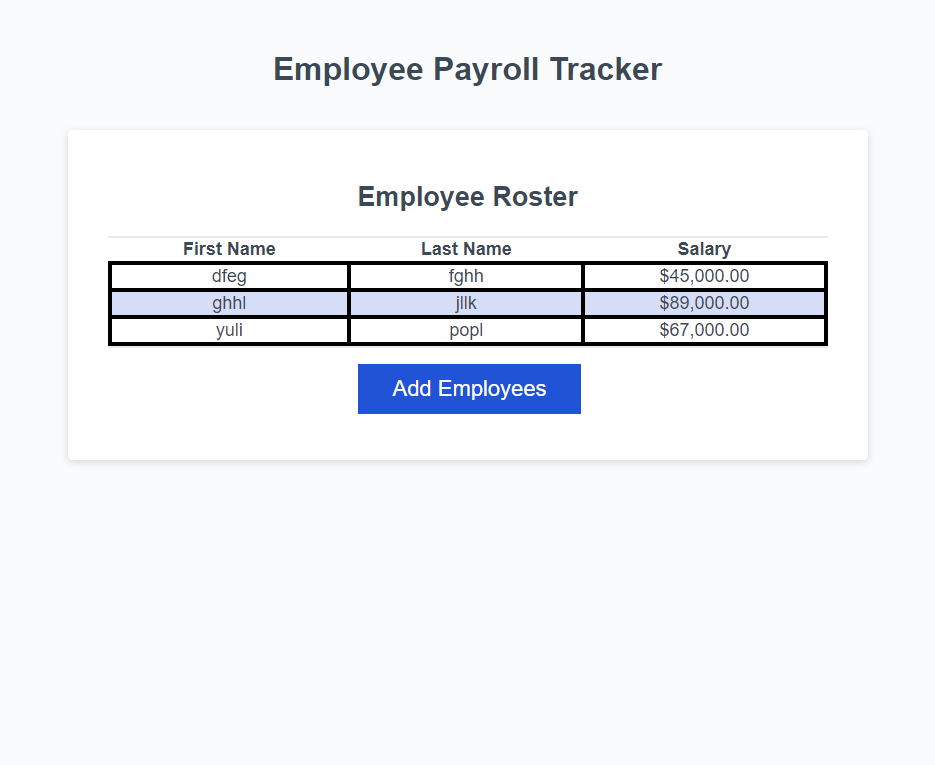 Employee Payroll Tracker
Employee Roster
First Name Last Name Salary
dfeg fghh $45,000.00
ghhl jllk $89,000.00
yuli popl $67,000.00
Add Employees